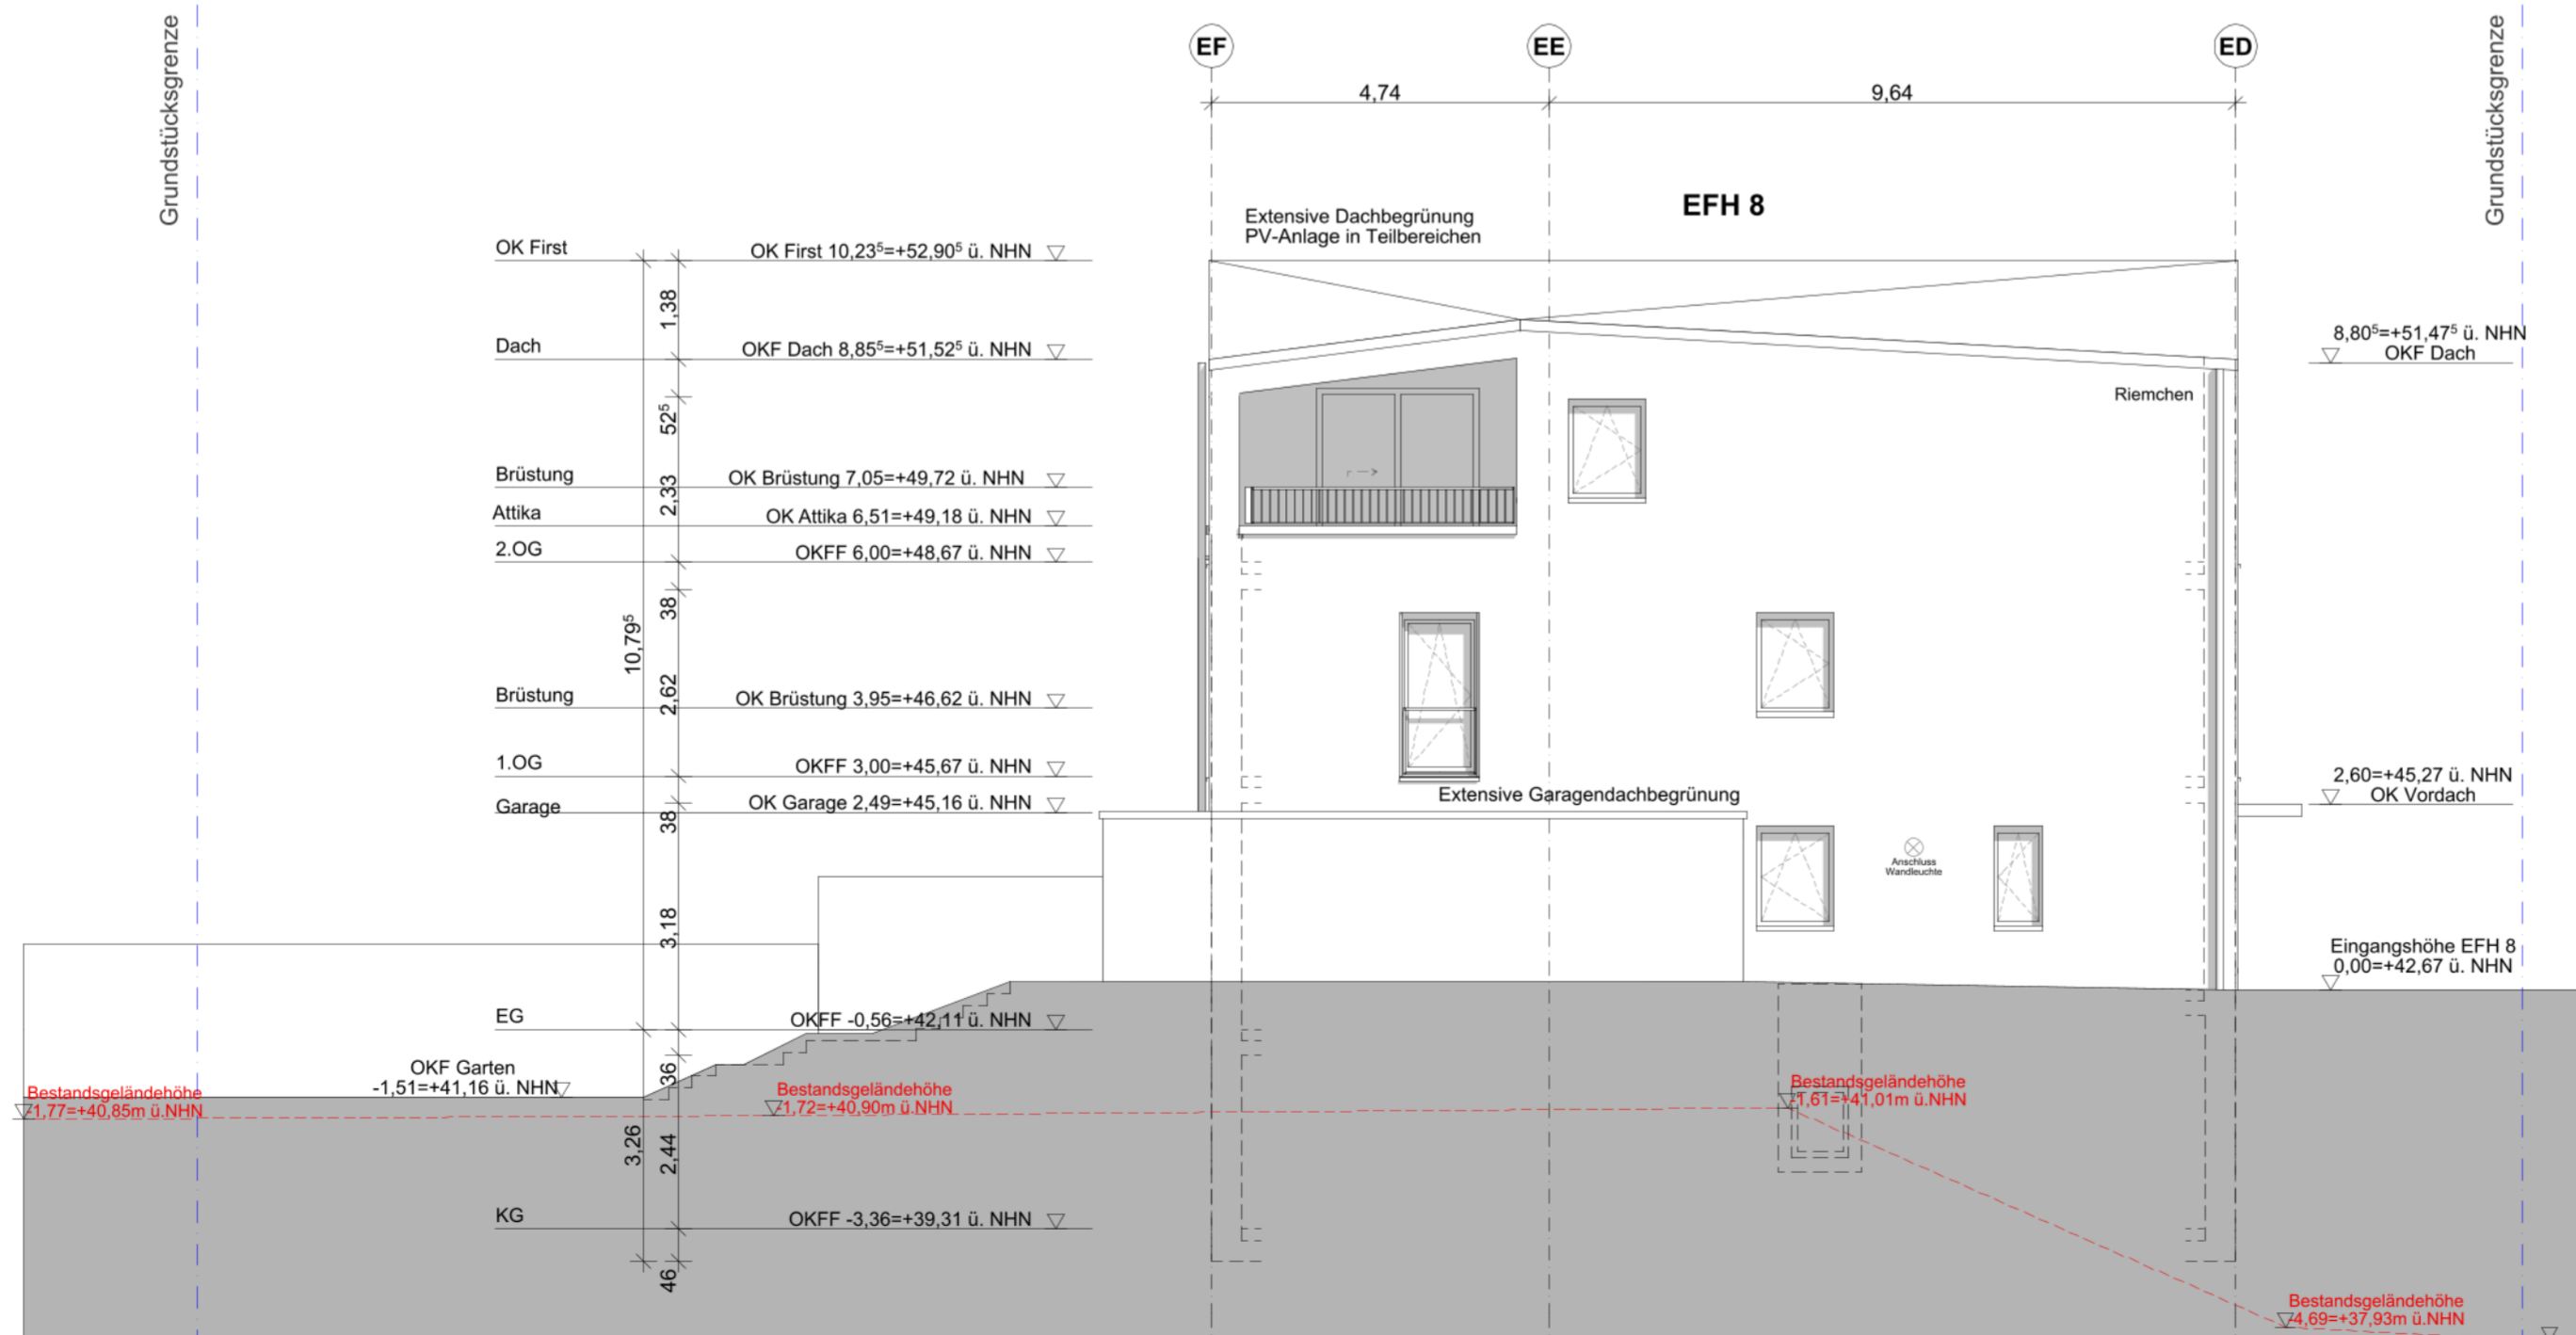 Grundstücksgrenze
EF
EE
ED
Grundstücksgrenze
4,74
9,64
EFH 8
Extensive Dachbegrünung
PV-Anlage in Teilbereichen
OK First
OK First 10,23⁵=+52,90⁵ ü. NHN
1,38
Dach
OKF Dach 8,85⁵=+51,52⁵ ü. NHN
8,80⁵=+51,47⁵ ü. NHN
OKF Dach
Riemchen
52⁵
Brüstung
OK Brüstung 7,05=+49,72 ü. NHN
2,33
Attika
OK Attika 6,51=+49,18 ü. NHN
2.OG
OKFF 6,00=+48,67 ü. NHN
38
10,79⁵
Brüstung
2,62
OK Brüstung 3,95=+46,62 ü. NHN
1.OG
OKFF 3,00=+45,67 ü. NHN
2,60=+45,27 ü. NHN
OK Vordach
Extensive Garagendachbegrünung
Garage
OK Garage 2,49=+45,16 ü. NHN
38
Anschluss
Wandleuchte
3,18
Eingangshöhe EFH 8
0,00=+42,67 ü. NHN
EG
OKFF -0,56=+42,11 ü. NHN
OKF Garten
-1,51=+41,16 ü. NHN
36
Bestandsgeländehöhe
-1,77=+40,85m ü.NHN
Bestandsgeländehöhe
-1,72=+40,90m ü.NHN
Bestandsgeländehöhe
-1,61=+41,01m ü.NHN
3,26
2,44
KG
OKFF -3,36=+39,31 ü. NHN
46
Bestandsgeländehöhe
-4,69=+37,93m ü.NHN